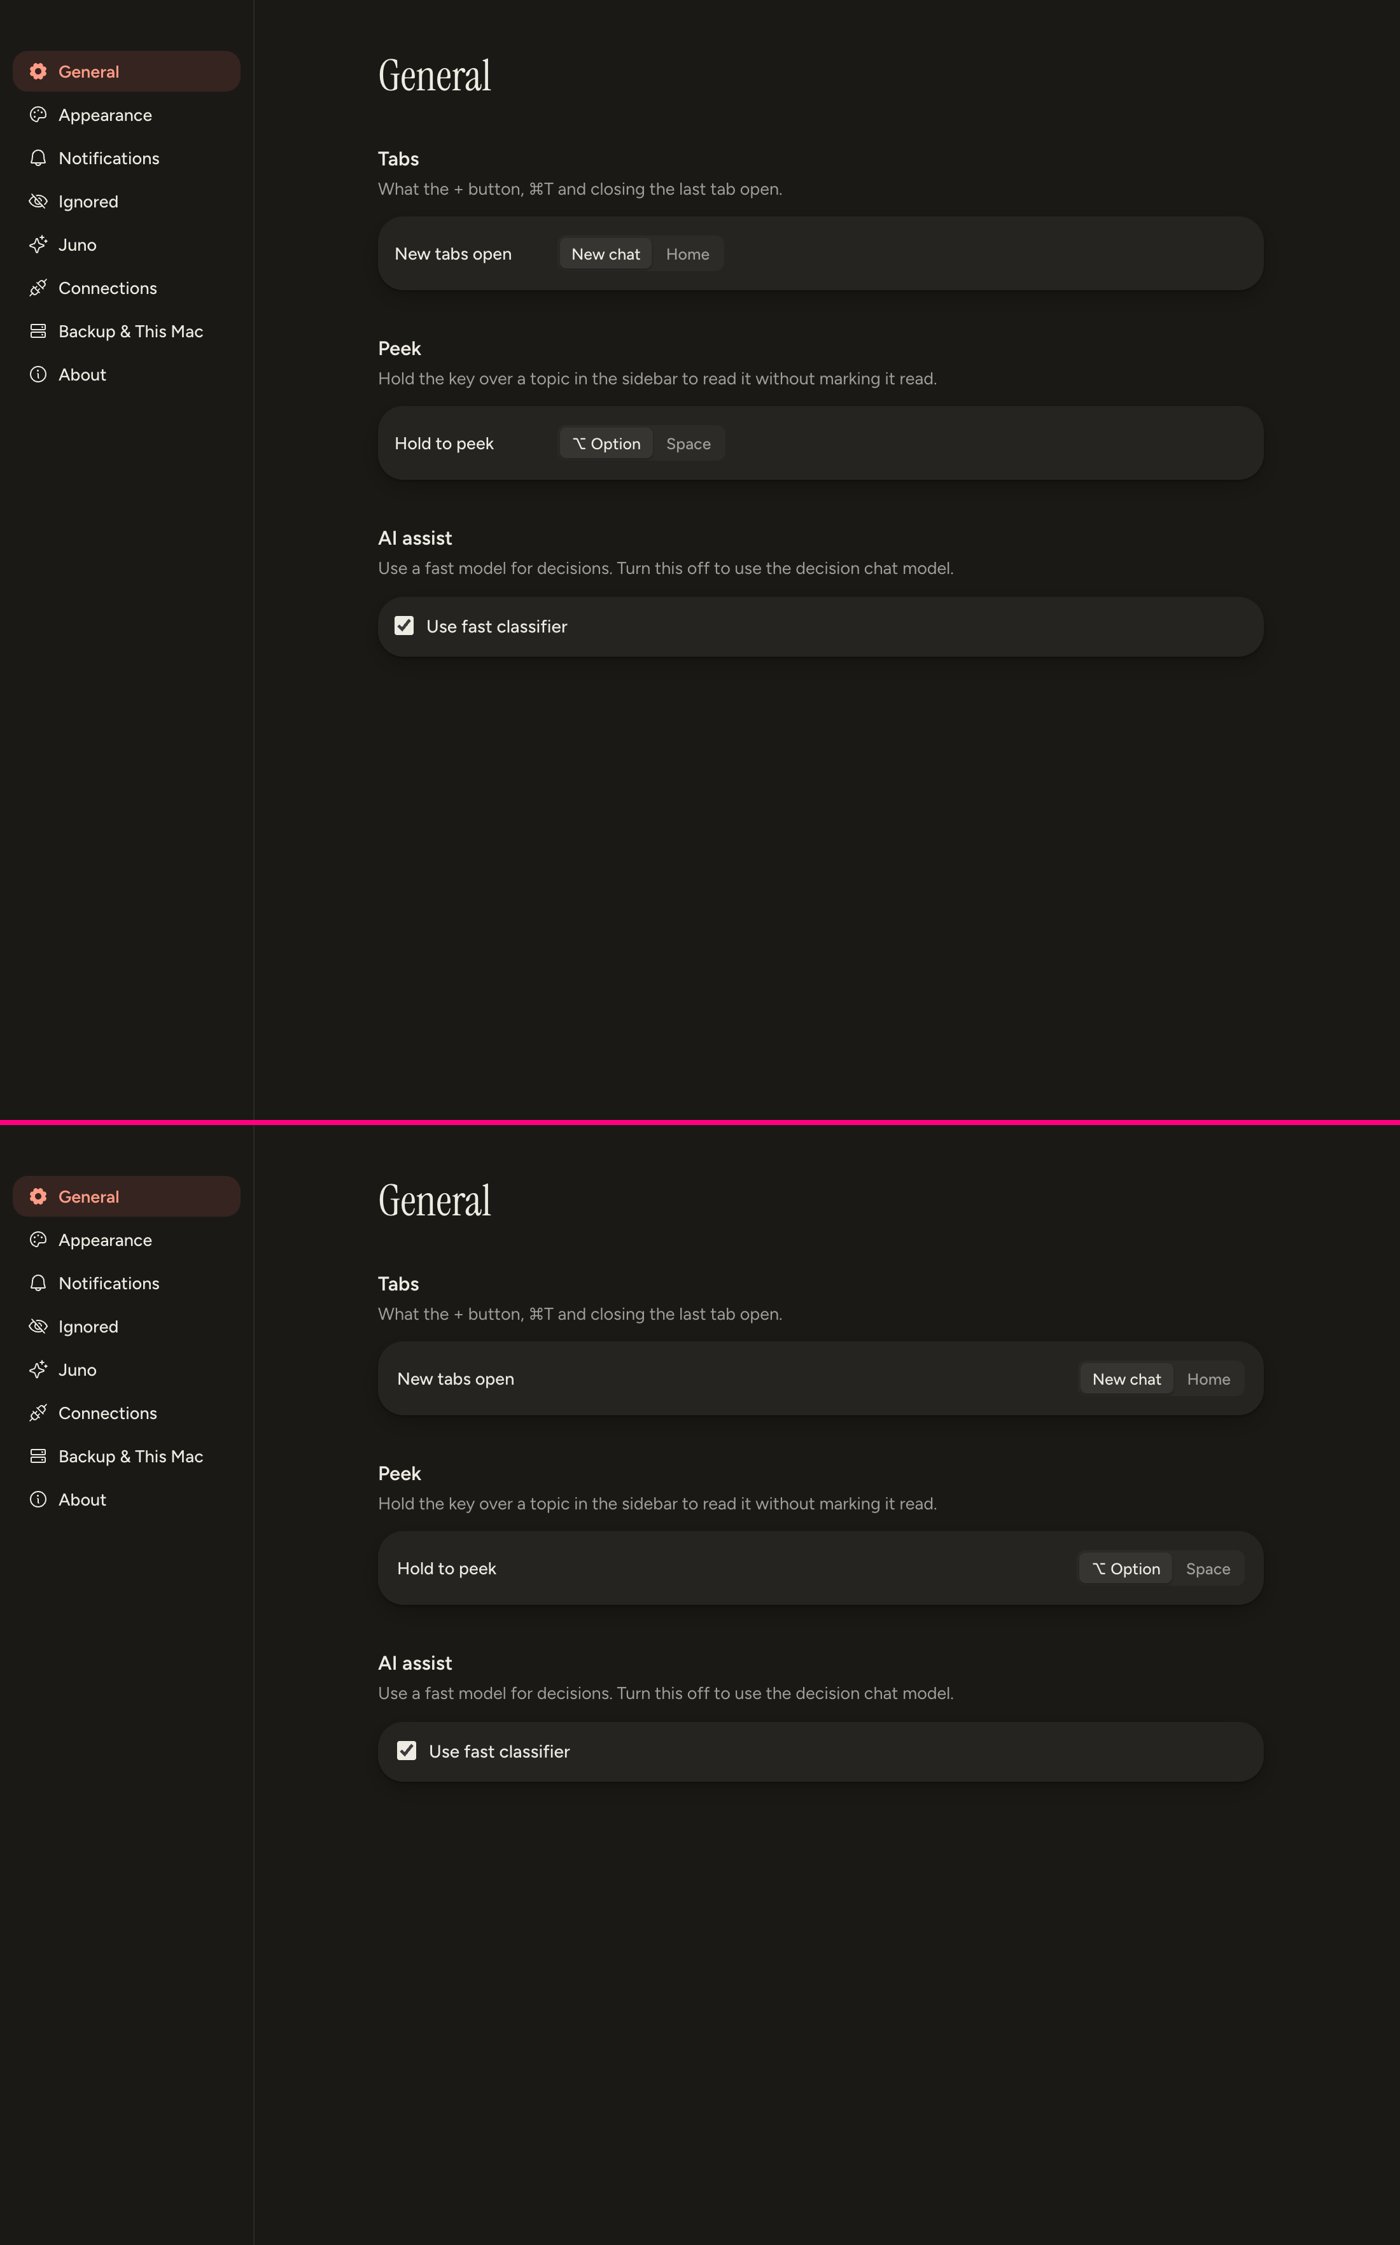 General
Appearance
Notifications
Ignored
Juno
Connections
Backup & This Mac
About
General
Tabs
What the + button, ⌘T and closing the last tab open.
New tabs open New chat Home
Peek
Hold the key over a topic in the sidebar to read it without marking it read.
Hold to peek ⌥ Option Space
AI assist
Use a fast model for decisions. Turn this off to use the decision chat model.
Use fast classifier
General
Appearance
Notifications
Ignored
Juno
Connections
Backup & This Mac
About
General
Tabs
What the + button, ⌘T and closing the last tab open.
New tabs open New chat Home
Peek
Hold the key over a topic in the sidebar to read it without marking it read.
Hold to peek ⌥ Option Space
AI assist
Use a fast model for decisions. Turn this off to use the decision chat model.
Use fast classifier